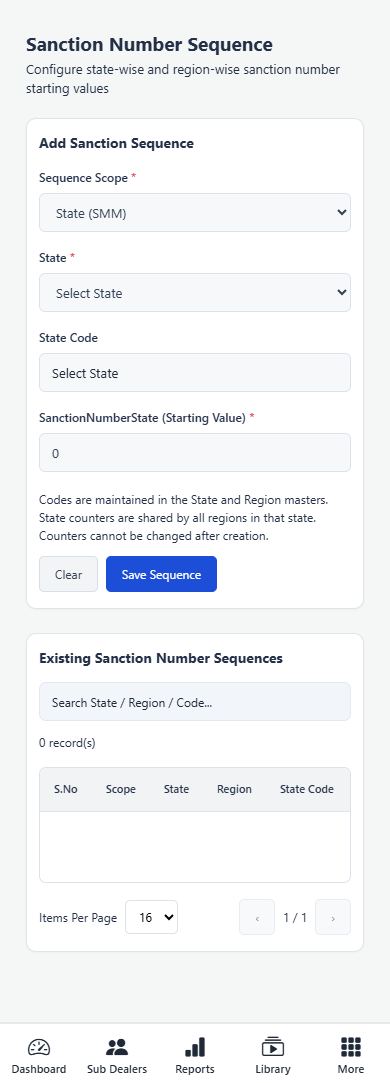 Sanction Number Sequence
Configure state-wise and region-wise sanction number
starting values
Add Sanction Sequence
Sequence Scope *
State (SMM)
State *
Select State
State Code
Select State
SanctionNumberState (Starting Value) *
0
Codes are maintained in the State and Region masters.
State counters are shared by all regions in that state.
Counters cannot be changed after creation.
Clear Save Sequence
Existing Sanction Number Sequences
Search State / Region / Code...
0 record(s)
S.No Scope State Region State Code
Items Per Page 16 ‹ 1 / 1 ›
Dashboard Sub Dealers Reports Library More